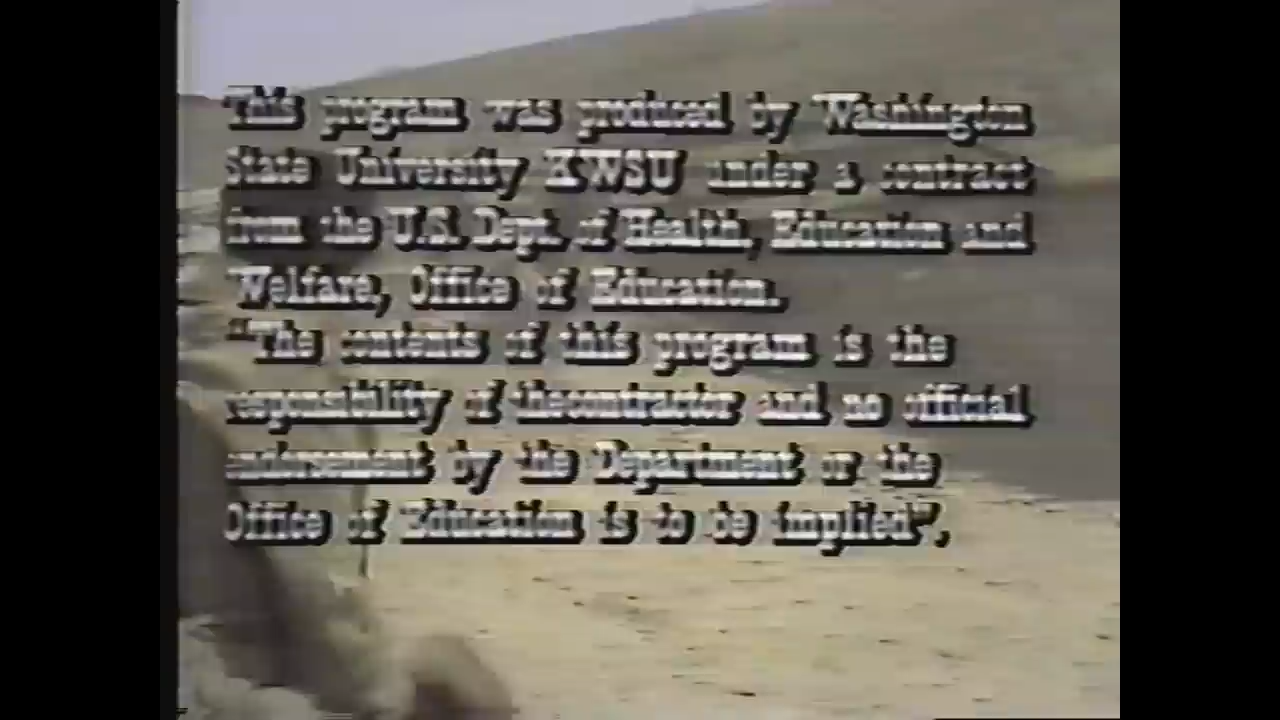 This program was produced by Washington
State University KWSU under a contract
from the U.S. Dept. of Health, Education and
Welfare, Office of Education.
"The contents of this program is the
responsibility of thecontractor and no official
endorsement by the Department or the
Office of Education is to be implied".